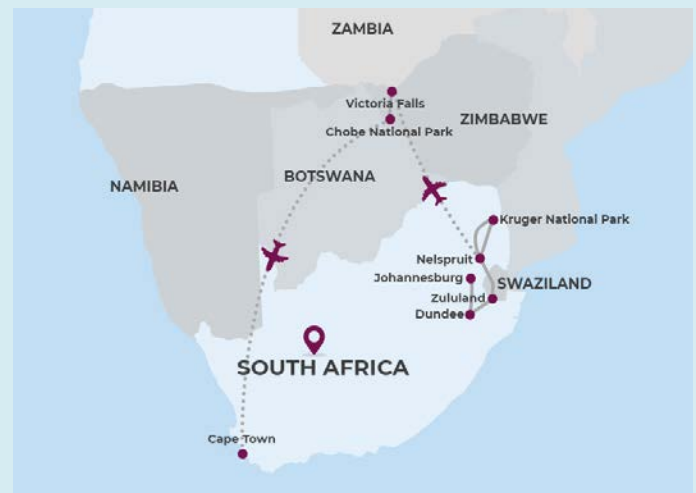 ZAMBIA
Victoria Falls
ZIMBABWE
Chobe National Park
BOTSWANA
NAMIBIA
Kruger National Park
Nelspruit
Johannesburg
SWAZILAND
Zululand
Dundee
SOUTH AFRICA
Cape Town